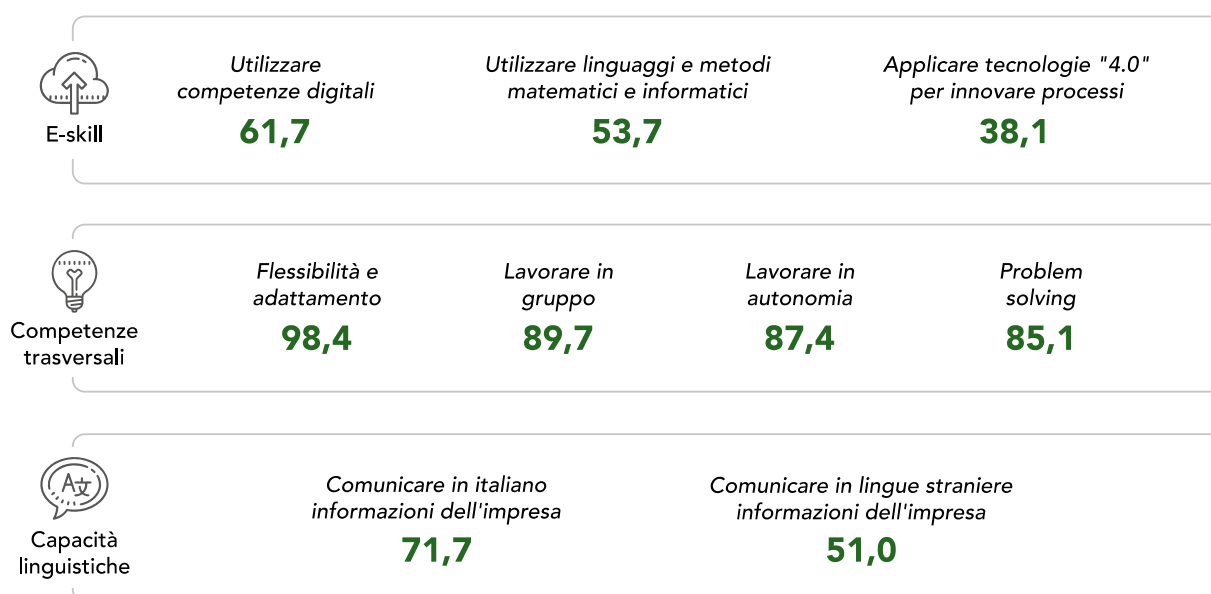 E-skill
Utilizzare
competenze digitali
61,7
Utilizzare linguaggi e metodi
matematici e informatici
53,7
Applicare tecnologie "4.0"
per innovare processi
38,1
Competenze
trasversali
Flessibilità e
adattamento
98,4
Lavorare in
gruppo
89,7
Lavorare in
autonomia
87,4
Problem
solving
85,1
A文
Capacità
linguistiche
Comunicare in italiano
informazioni dell'impresa
71,7
Comunicare in lingue straniere
informazioni dell'impresa
51,0